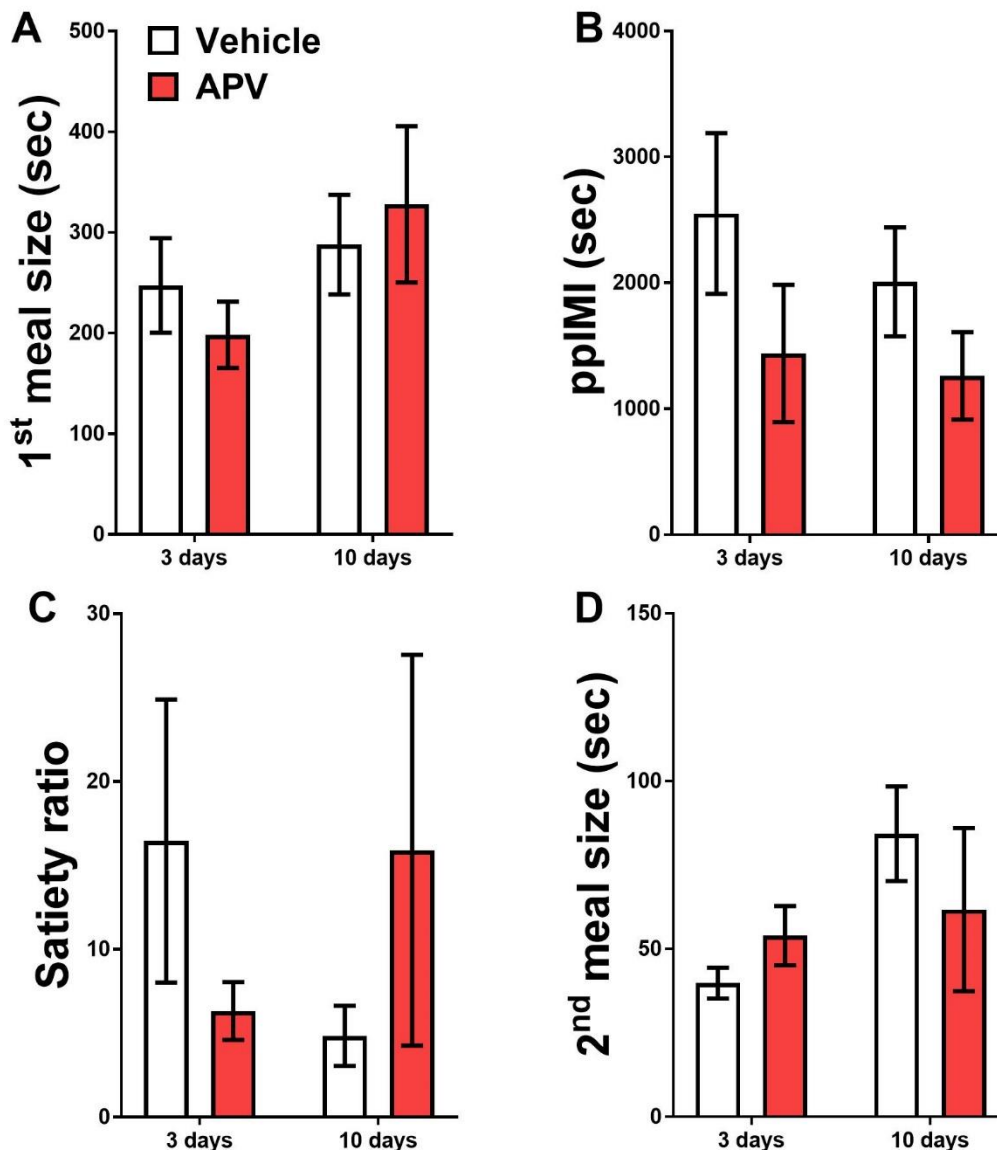 A
Vehicle
APV
1st meal size (sec)
500
400
300
200
100
0
3 days
10 days
B
ppIMI (sec)
4000
3000
2000
1000
0
3 days
10 days
C
Satiety ratio
30
20
10
0
3 days
10 days
D
2nd meal size (sec)
150
100
50
0
3 days
10 days